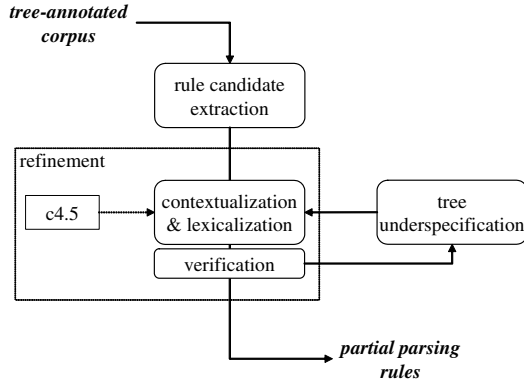 tree-annotated
corpus
rule candidate
extraction
refinement
c4.5
contextualization
& lexicalization
tree
underspecification
verification
partial parsing
rules